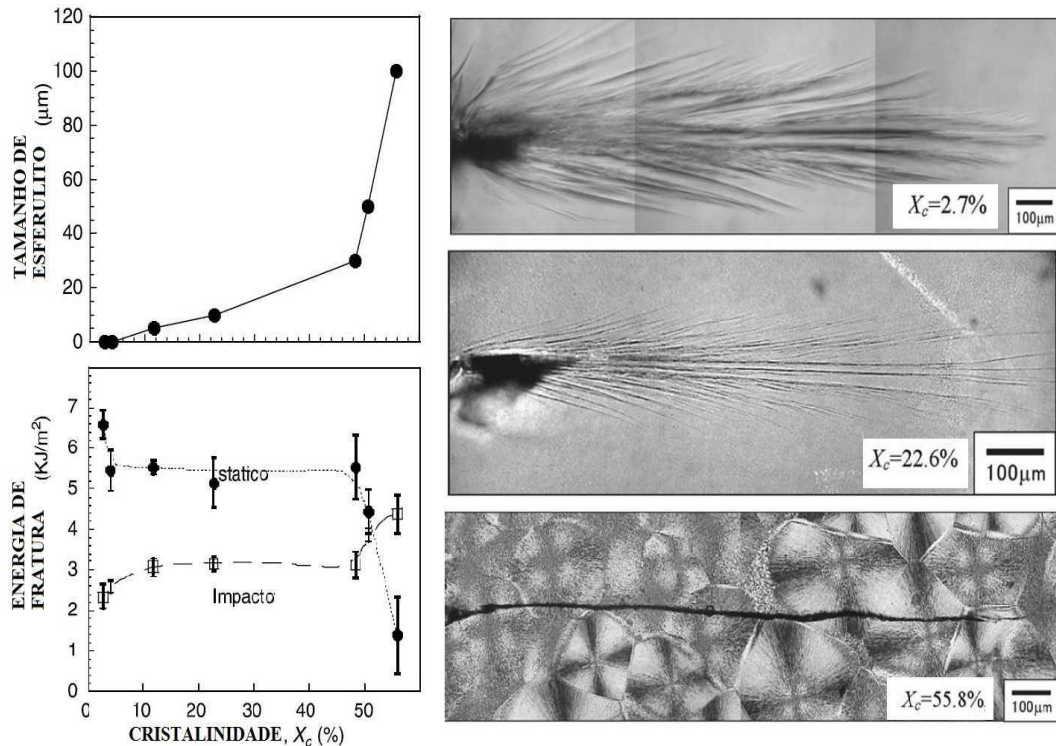 120
100
80
60
40
20
0
TAMANHO DE
ESFERULITO (μm)
7
6
5
4
3
2
1
0
ENERGIA DE
FRATURA (KJ/m²)
statico
Impacto
0 10 20 30 40 50
CRISTALINIDADE, Xc (%)
Xc=2.7%
100μm
Xc=22.6%
100μm
Xc=55.8%
100μm